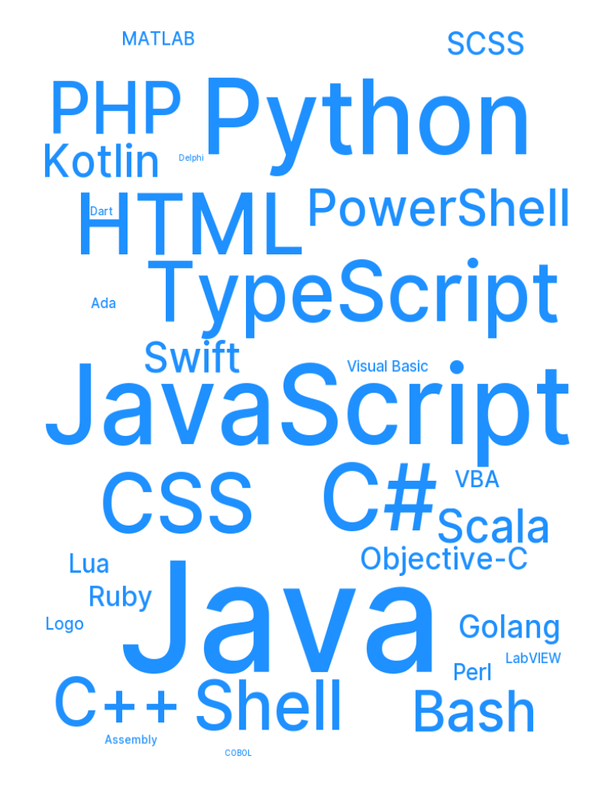 MATLAB
SCSS
PHP
Python
Kotlin
Delphi
HTML
Dart
PowerShell
TypeScript
Ada
Swift
Visual Basic
JavaScript
CSS
C#
VBA
Scala
Objective-C
Lua
Java
Ruby
Logo
Golang
LabVIEW
Perl
C++
Shell
Bash
Assembly
COBOL